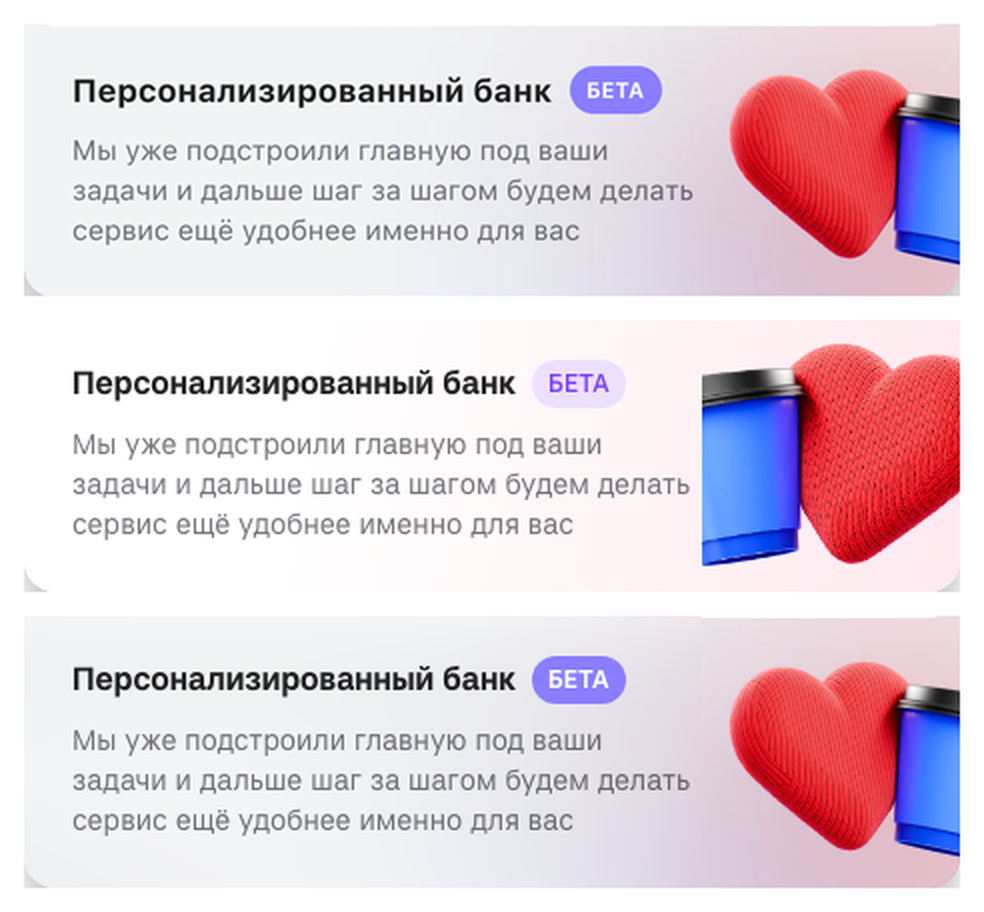 Персонализированный банк БЕТА
Мы уже подстроили главную под ваши
задачи и дальше шаг за шагом будем делать
сервис ещё удобнее именно для вас
Персонализированный банк БЕТА
Мы уже подстроили главную под ваши
задачи и дальше шаг за шагом будем делать
сервис ещё удобнее именно для вас
Персонализированный банк БЕТА
Мы уже подстроили главную под ваши
задачи и дальше шаг за шагом будем делать
сервис ещё удобнее именно для вас